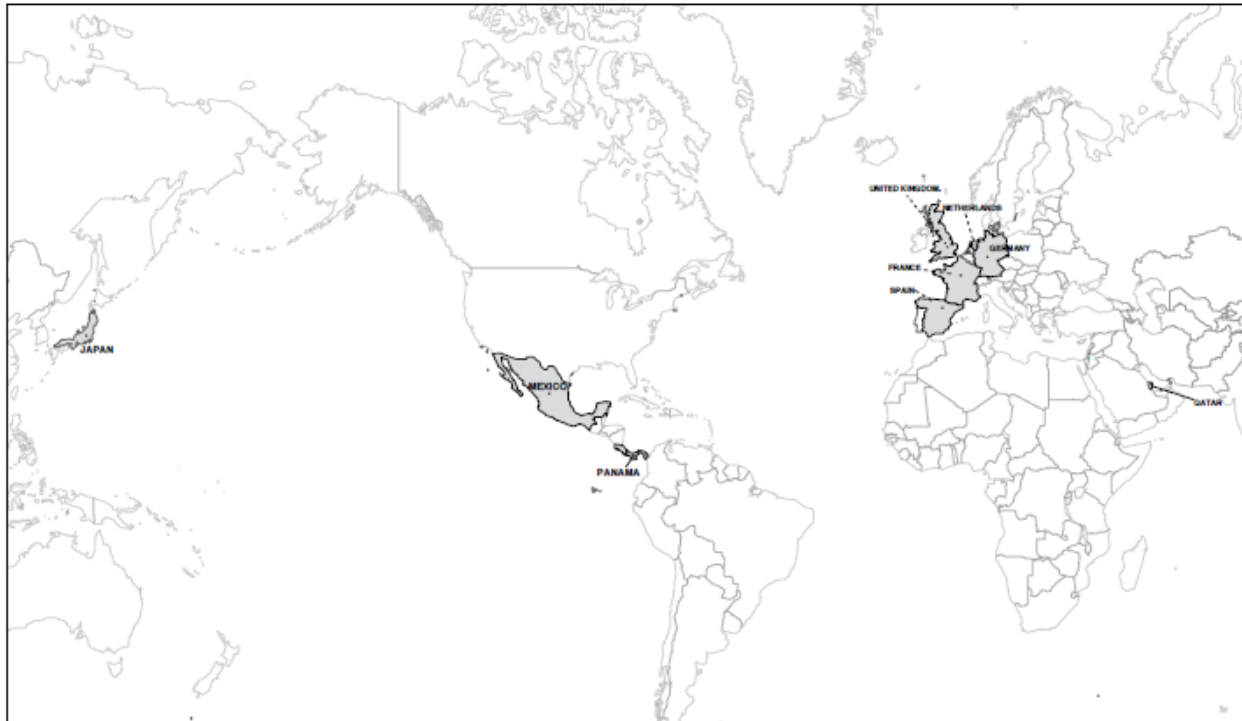 UNITED KINGDOM.
NETHERLANDS
GERMANY
FRANCE
SPAIN
JAPAN
MEXICO
QATAR
PANAMA